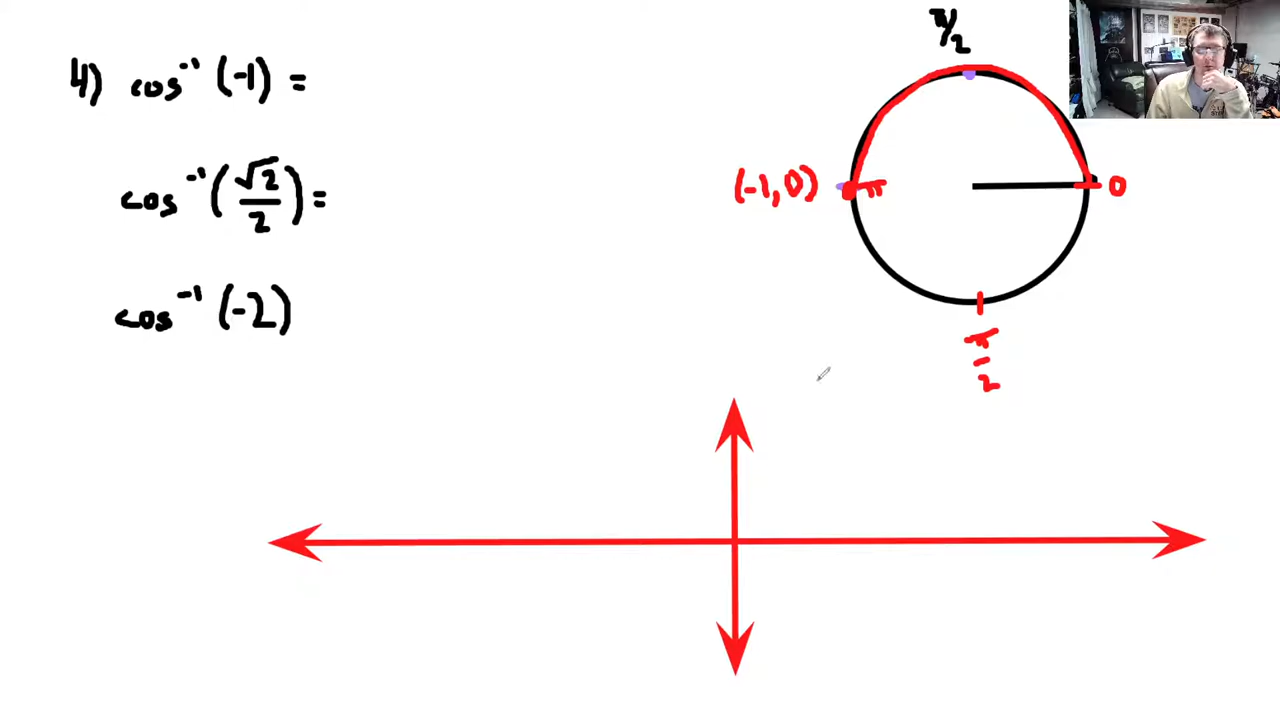 π/2
4) cos⁻¹ (-1) =
(-1, 0) π 0
cos⁻¹ (√2/2) =
cos⁻¹ (-2)
π
2